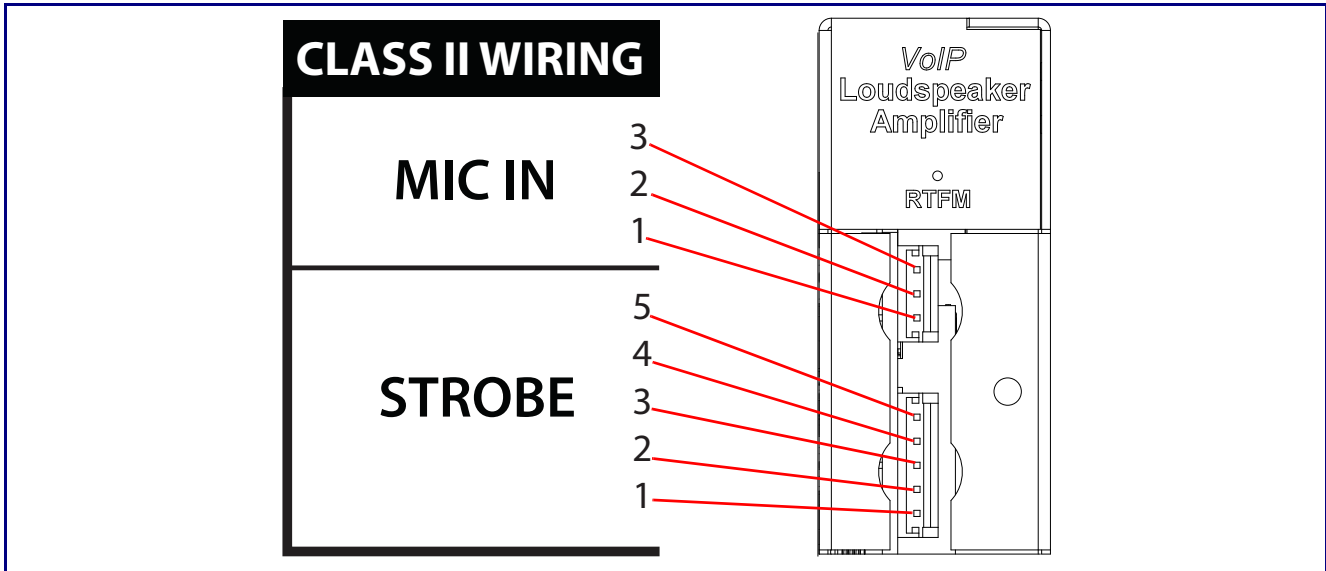 CLASS II WIRING
MIC IN
3
2
1
STROBE
5
4
3
2
1
VoIP
Loudspeaker
Amplifier
RTFM